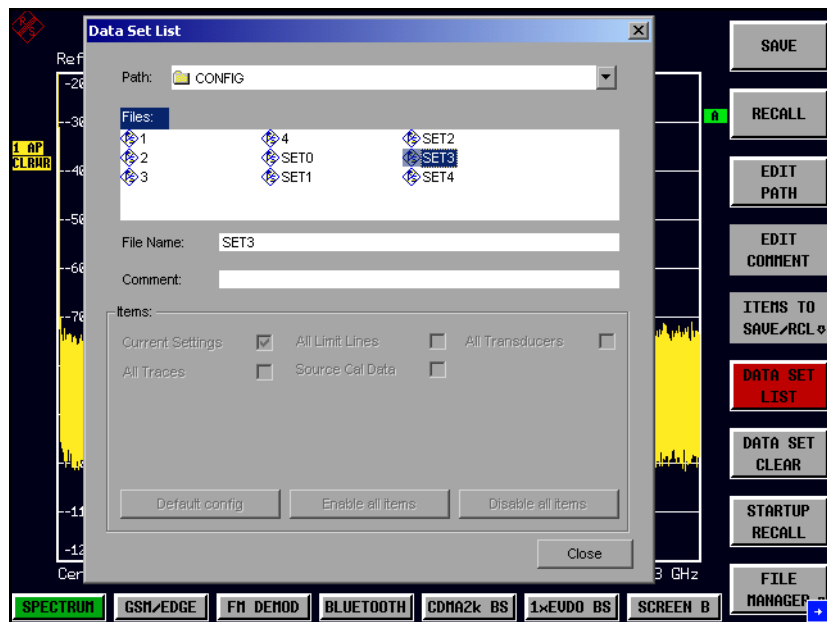 Data Set List
SAVE
Ref
Path: CONFIG
-20
Files:
RECALL
A
-30
1 4 SET2
1 AP
CLRWR
2 SET0 SET3
3 SET1 SET4
-40
EDIT
PATH
-50
File Name: SET3
EDIT
COMMENT
-60
Comment:
Items:
ITEMS TO
SAVE/RCL
-70
Current Settings All Limit Lines All Transducers
All Traces Source Cal Data
DATA SET
LIST
DATA SET
CLEAR
Default config Enable all items Disable all items
-11
STARTUP
RECALL
-12
Close
Cen
3 GHz
FILE
MANAGER
SPECTRUM GSM/EDGE FM DEMOD BLUETOOTH CDMA2k BS 1xEVDO BS SCREEN B